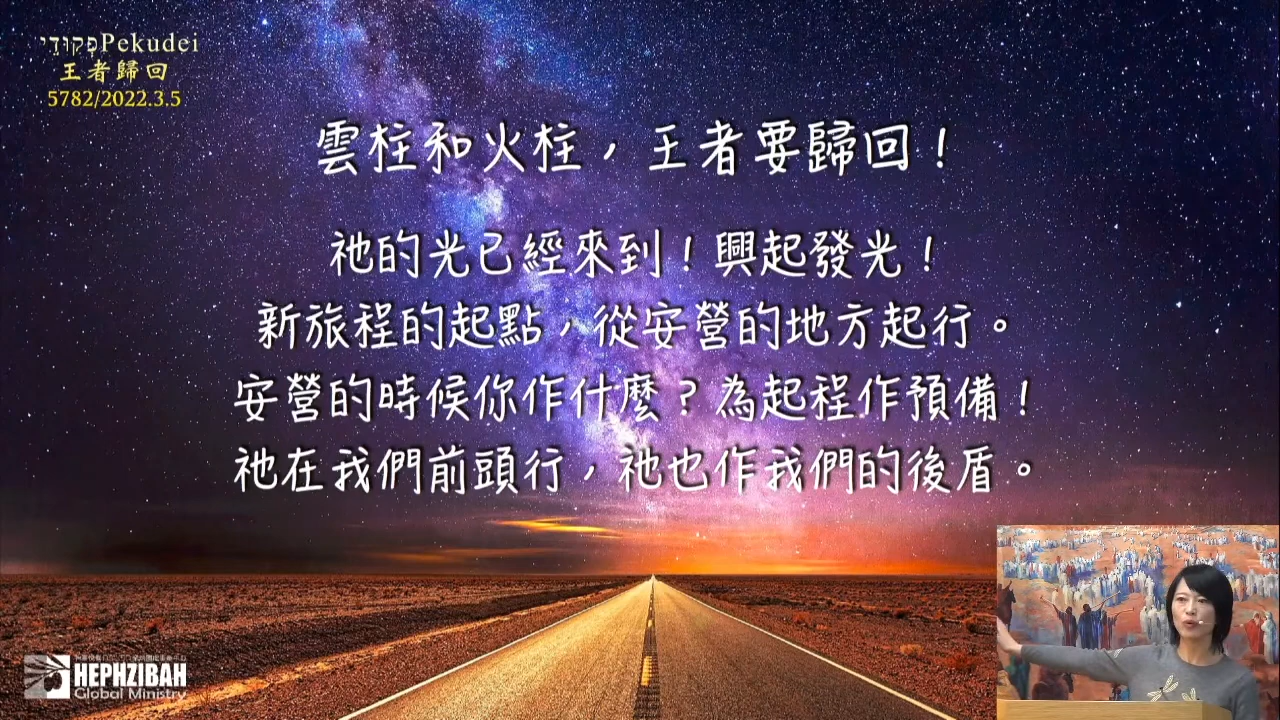 פקודי Pekudei
王者歸回
5782/2022.3.5
雲柱和火柱，王者要歸回！
祂的光已經來到！興起發光！
新旅程的起點，從安營的地方起行。
安營的時候你作什麼？為起程作預備！
祂在我們前頭行，祂也作我們的後盾。
HEPHZIBAH
Global Ministry